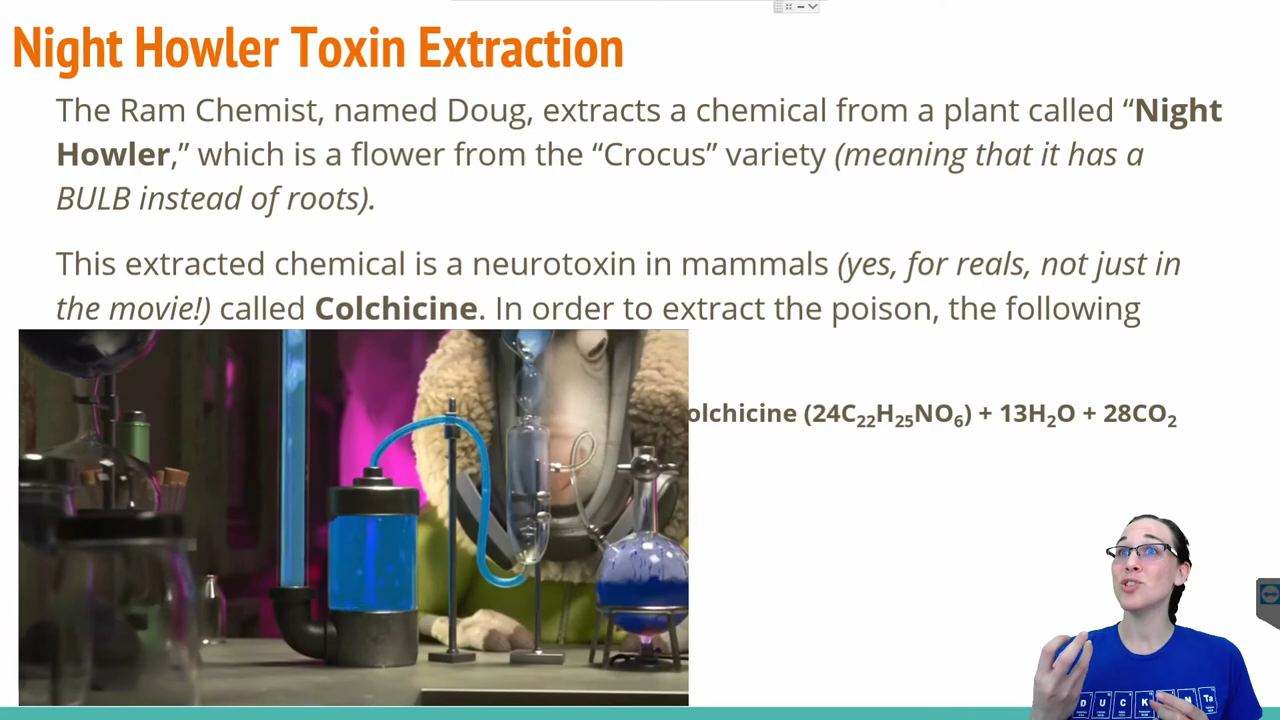 Night Howler Toxin Extraction
The Ram Chemist, named Doug, extracts a chemical from a plant called “Night
Howler,” which is a flower from the “Crocus” variety (meaning that it has a
BULB instead of roots).
This extracted chemical is a neurotoxin in mammals (yes, for reals, not just in
the movie!) called Colchicine. In order to extract the poison, the following
olchicine (24C₂₂H₂₅NO₆) + 13H₂O + 28CO₂
D U C K N Ta